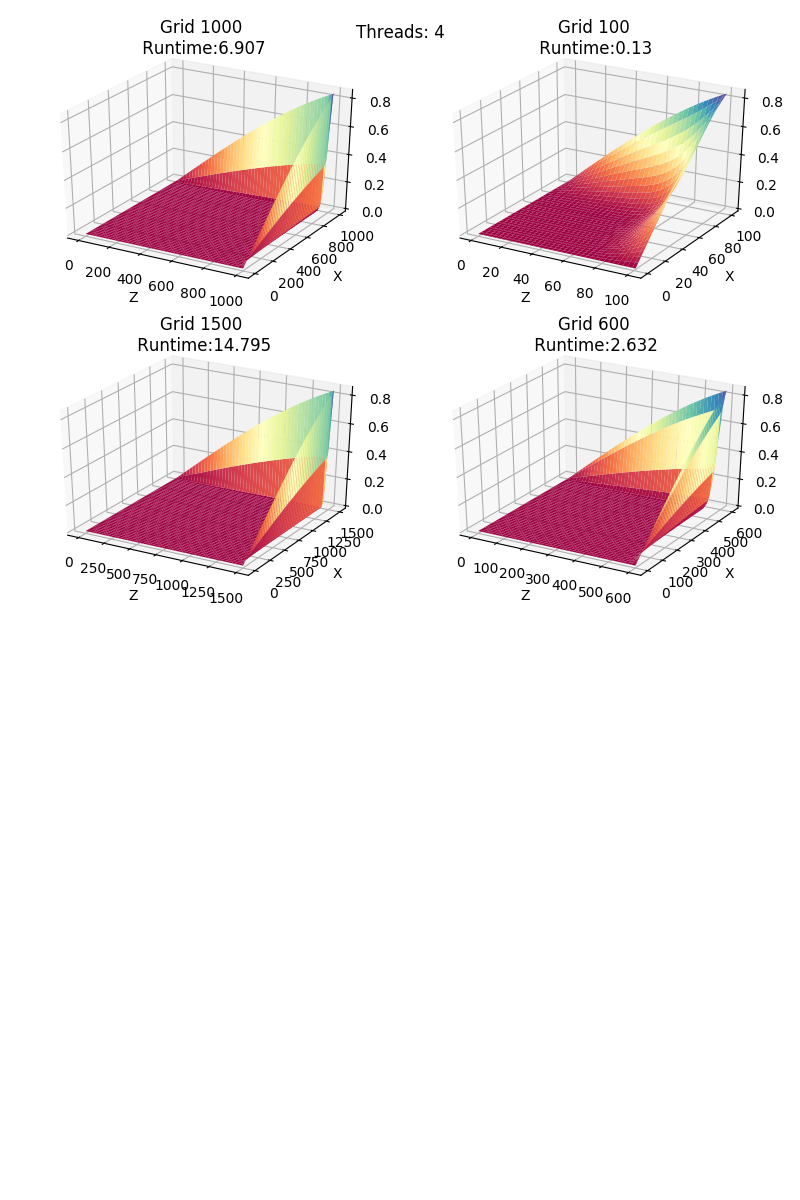 Threads: 4
Grid 1000
Runtime:6.907
0.8
0.6
0.4
0.2
0.0
0 200 400 600 800 1000
Z
0 200 400 600 800 1000
X
Grid 100
Runtime:0.13
0.8
0.6
0.4
0.2
0.0
0 20 40 60 80 100
Z
0 20 40 60 80 100
X
Grid 1500
Runtime:14.795
0.8
0.6
0.4
0.2
0.0
0 250 500 750 1000 1250 1500
Z
0 250 500 750 1000 1250 1500
X
Grid 600
Runtime:2.632
0.8
0.6
0.4
0.2
0.0
0 100 200 300 400 500 600
Z
0 100 200 300 400 500 600
X